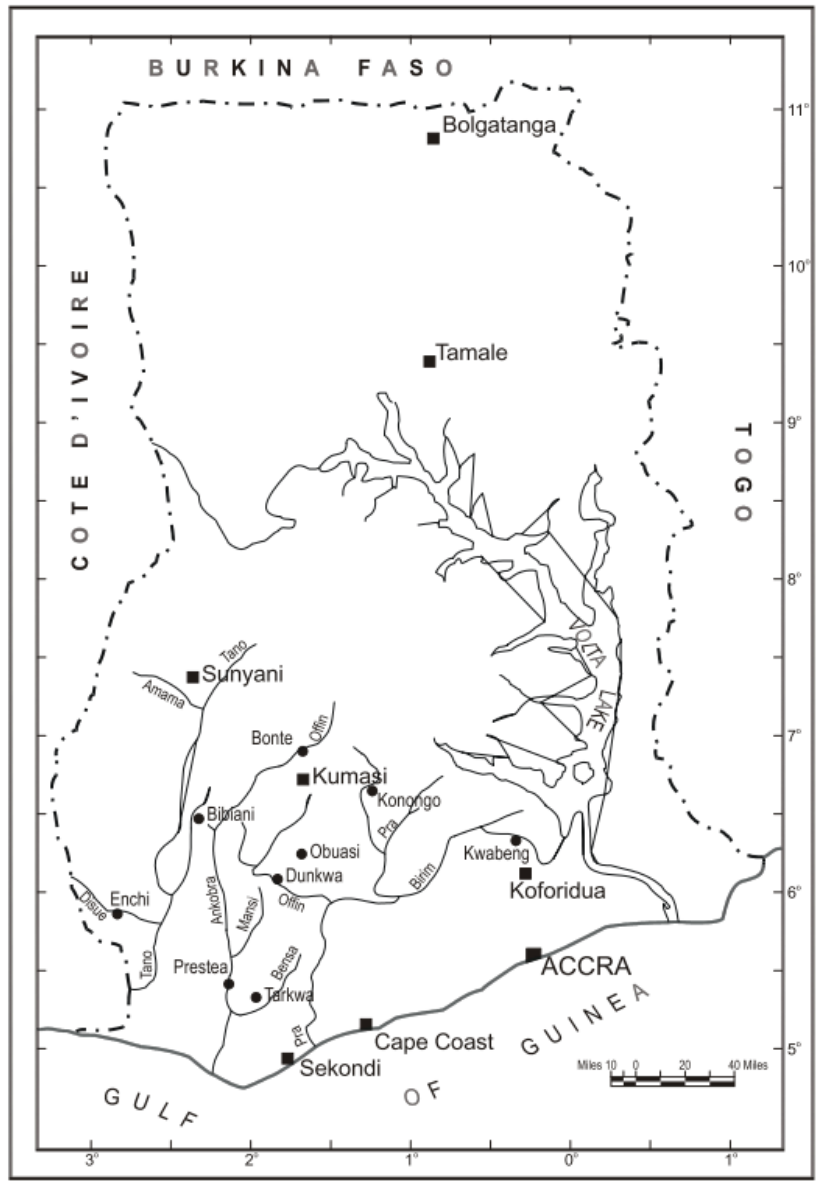 BURKINA FASO
11°
Bolgatanga
10°
COTE D'IVOIRE
Tamale
TOGO
9°
8°
VOLTA
LAKE
Tano
Sunyani
Amama
7°
Bonte
Offin
Kumasi
Konongo
Bibiani
Pra
Kwabeng
Obuasi
Dunkwa
Birim
Koforidua
6°
Enchi
Disue
Offin
Ankobra
Mansi
Tano
Prestea
Bensa
Tarkwa
ACCRA
Pra
Cape Coast
5°
Sekondi
GULF OF GUINEA
Miles 10 0 20 40 Miles
3° 2° 1° 0° 1°